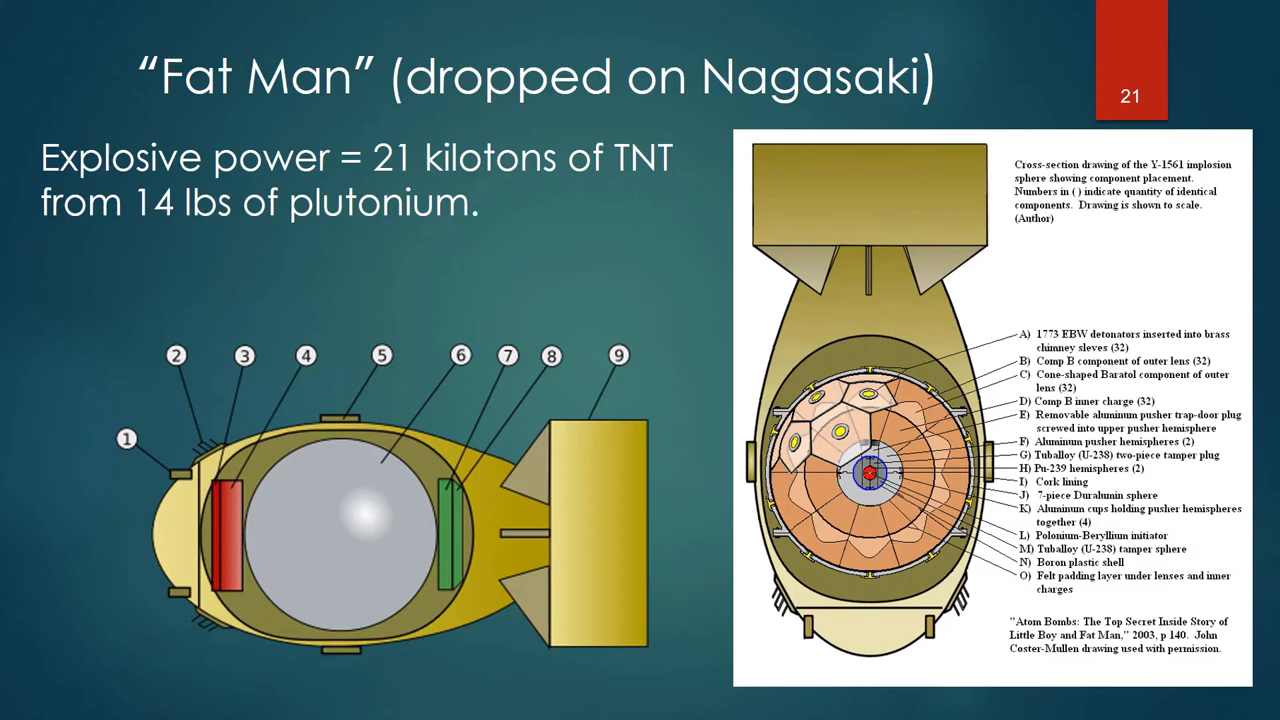 “Fat Man” (dropped on Nagasaki)
21
Explosive power = 21 kilotons of TNT
from 14 lbs of plutonium.
1
2
3
4
5
6
7
8
9
Cross-section drawing of the Y-1561 implosion
sphere showing component placement.
Numbers in ( ) indicate quantity of identical
components. Drawing is shown to scale.
(Author)
A) 1773 EBW detonators inserted into brass
chimney sleves (32)
B) Comp B component of outer lens (32)
C) Cone-shaped Baratol component of outer
lens (32)
D) Comp B inner charge (32)
E) Removable aluminum pusher trap-door plug
screwed into upper pusher hemisphere
F) Aluminum pusher hemispheres (2)
G) Tuballoy (U-238) two-piece tamper plug
H) Pu-239 hemispheres (2)
I) Cork lining
J) 7-piece Duralumin sphere
K) Aluminum cups holding pusher hemispheres
together (4)
L) Polonium-Beryllium initiator
M) Tuballoy (U-238) tamper sphere
N) Boron plastic shell
O) Felt padding layer under lenses and inner
charges
"Atom Bombs: The Top Secret Inside Story of
Little Boy and Fat Man," 2003, p 140. John
Coster-Mullen drawing used with permission.